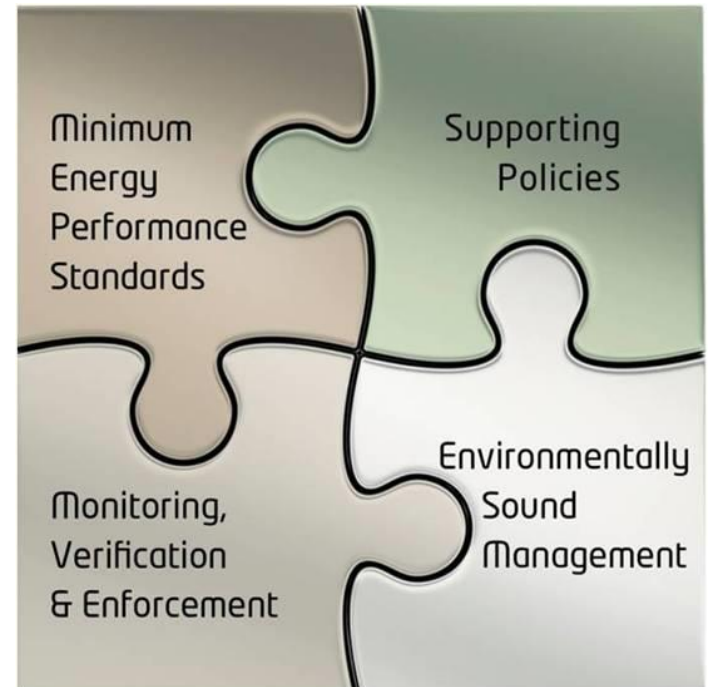 Minimum
Energy
Performance
Standards
Supporting
Policies
Monitoring,
Verification
& Enforcement
Environmentally
Sound
Management